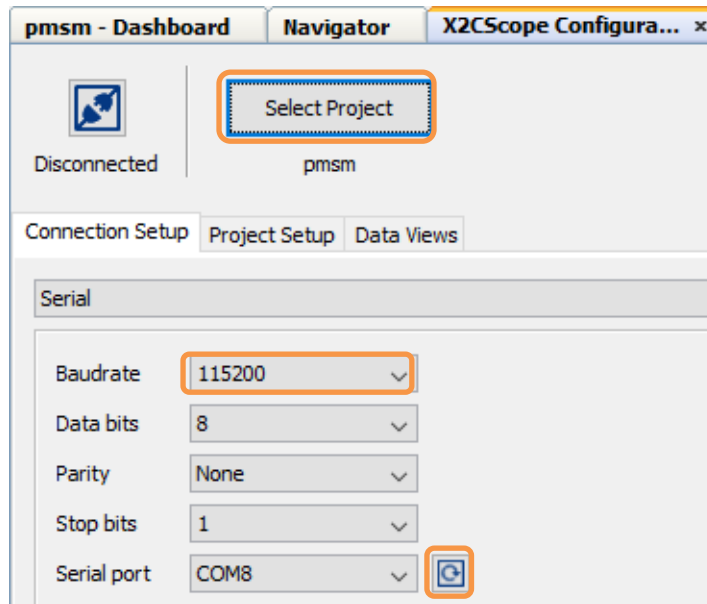 pmsm - Dashboard Navigator X2CScope Configura... ×
Select Project
Disconnected pmsm
Connection Setup Project Setup Data Views
Serial
Baudrate 115200
Data bits 8
Parity None
Stop bits 1
Serial port COM8